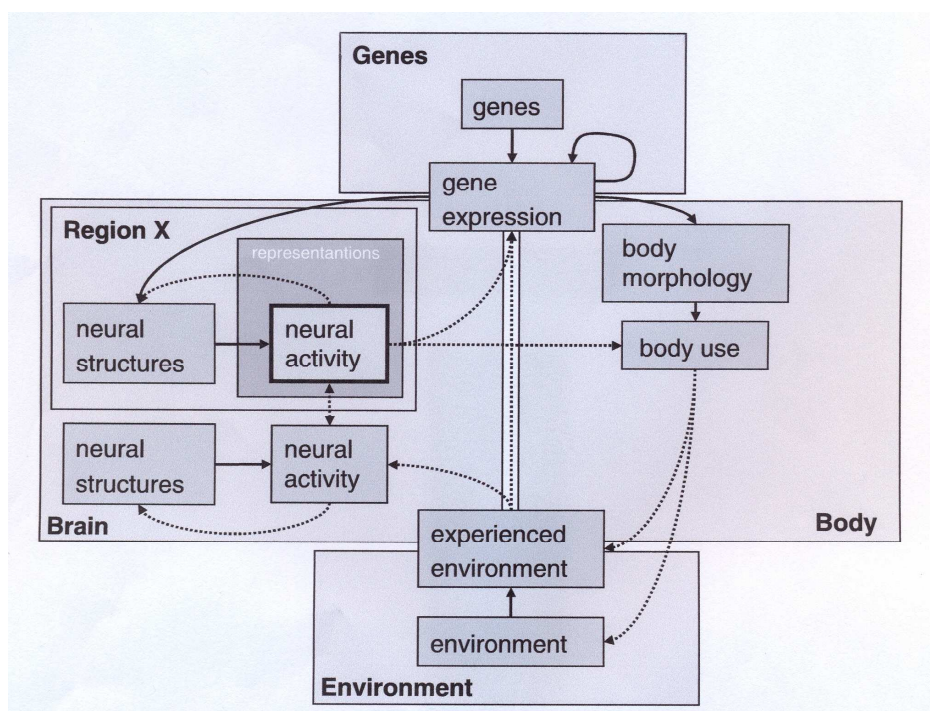 Genes
genes
gene
expression
Region X
representantions
body
morphology
neural
structures
neural
activity
body use
neural
structures
neural
activity
Brain
Body
experienced
environment
environment
Environment